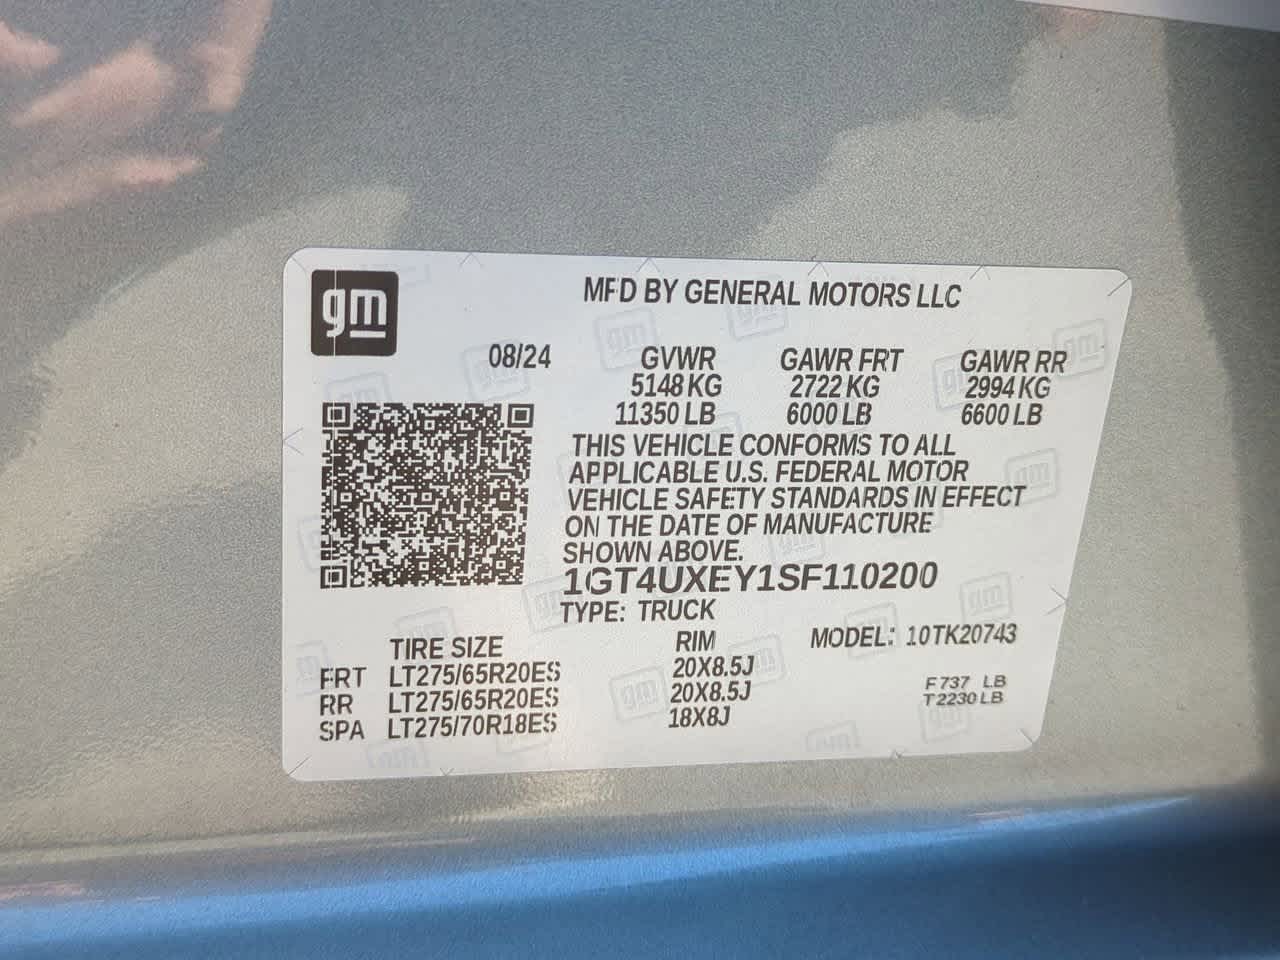 gm
MFD BY GENERAL MOTORS LLC
08/24 GVWR GAWR FRT GAWR RR
5148 KG 2722 KG 2994 KG
11350 LB 6000 LB 6600 LB
THIS VEHICLE CONFORMS TO ALL
APPLICABLE U.S. FEDERAL MOTOR
VEHICLE SAFETY STANDARDS IN EFFECT
ON THE DATE OF MANUFACTURE
SHOWN ABOVE.
1GT4UXEY1SF110200
TYPE: TRUCK
TIRE SIZE RIM MODEL: 10TK20743
FRT LT275/65R20ES 20X8.5J
RR LT275/65R20ES 20X8.5J
SPA LT275/70R18ES 18X8J
F 737 LB
T 2230 LB